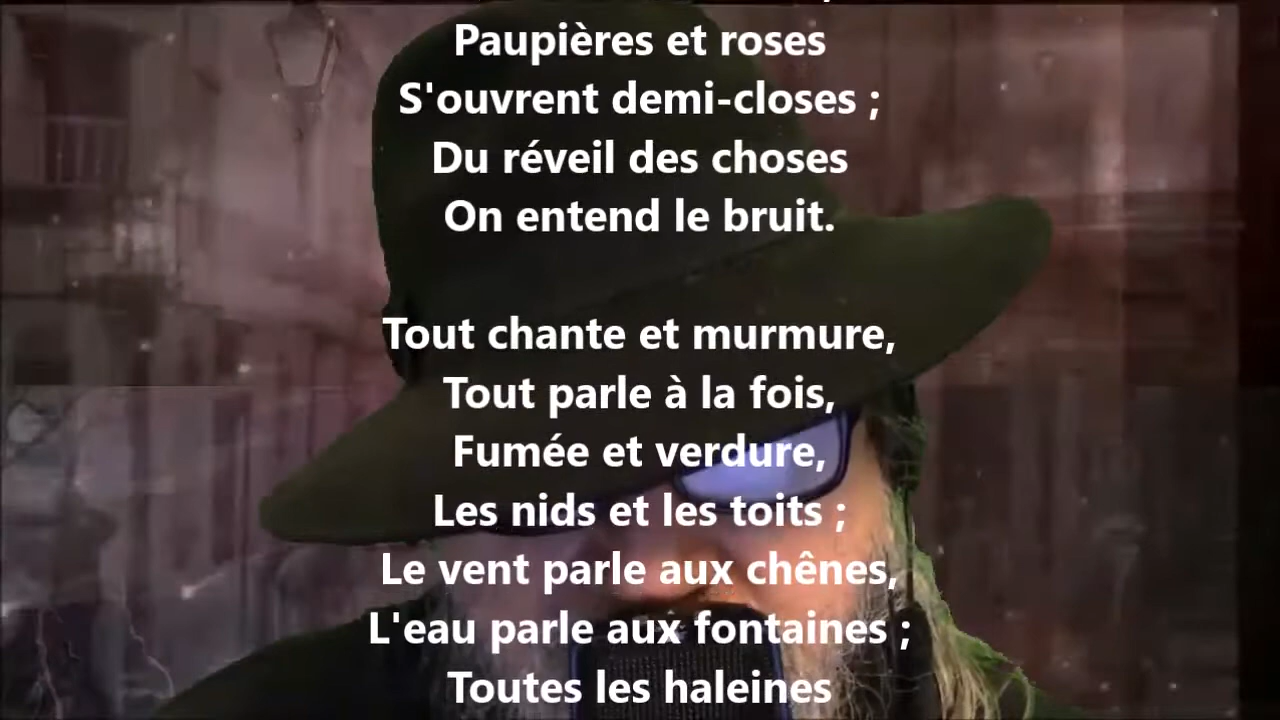 Paupières et roses
S'ouvrent demi-closes ;
Du réveil des choses
On entend le bruit.
Tout chante et murmure,
Tout parle à la fois,
Fumée et verdure,
Les nids et les toits ;
Le vent parle aux chênes,
L'eau parle aux fontaines ;
Toutes les haleines